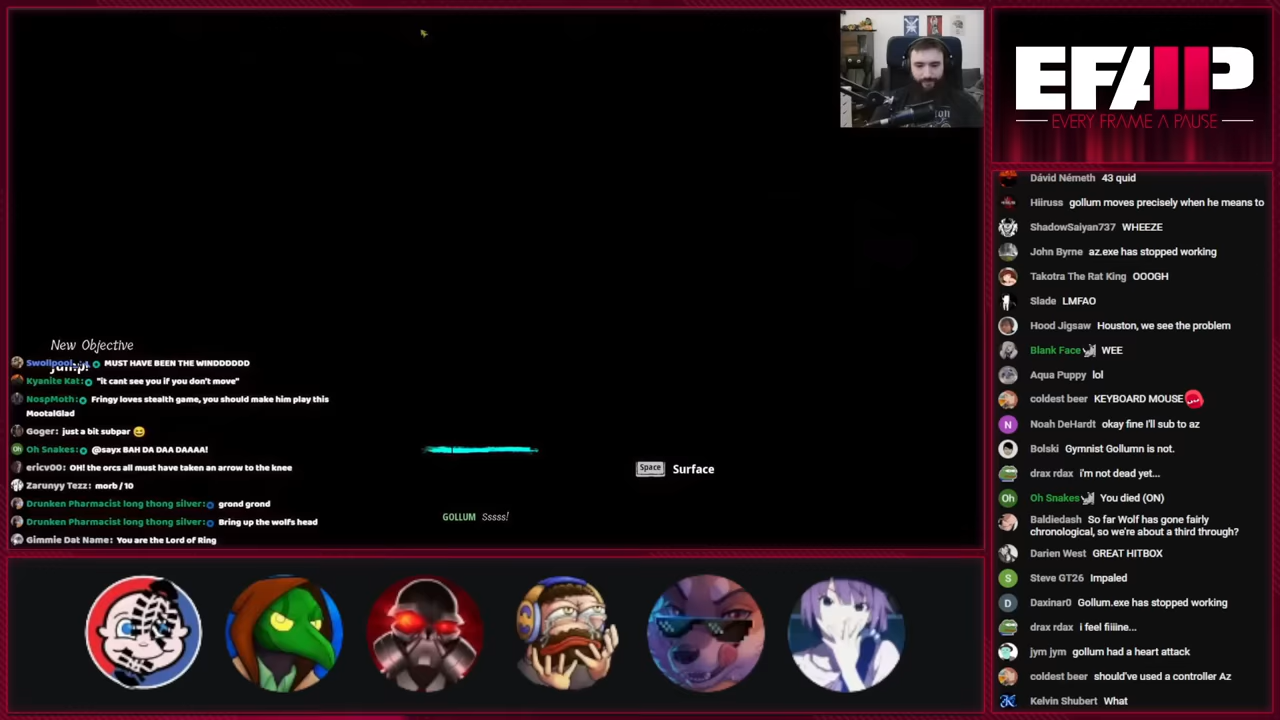 New Objective
Jump!
Swolipool: MUST HAVE BEEN THE WINDDDDDD
Kyanite Kat: "it cant see you if you don't move"
NospMoth: Fringy loves stealth game, you should make him play this
MootalGlad
Goger: just a bit subpar 😅
Oh Snakes: @sayx BAH DA DAA DAAAA!
ericv00: OH! the orcs all must have taken an arrow to the knee
Zarunyy Tezz: morb / 10
Drunken Pharmacist long thong silver: grond grond
Drunken Pharmacist long thong silver: Bring up the wolf's head
Gimmie Dat Name: You are the Lord of Ring
Space Surface
GOLLUM Sssss!
EFAP
EVERY FRAME A PAUSE
Dávid Németh 43 quid
Hiiruss gollum moves precisely when he means to
ShadowSaiyan737 WHEEZE
John Byrne az.exe has stopped working
Takotra The Rat King OOOGH
Slade LMFAO
Hood Jigsaw Houston, we see the problem
Blank Face WEE
Aqua Puppy lol
coldest beer KEYBOARD MOUSE
N Noah DeHardt okay fine I'll sub to az
Bolski Gymnist Gollumn is not.
drax rdax i'm not dead yet...
Oh Oh Snakes You died (ON)
Baldiedash So far Wolf has gone fairly
chronological, so we're about a third through?
Darien West GREAT HITBOX
S Steve GT26 Impaled
D Daxinar0 Gollum.exe has stopped working
drax rdax i feel fiiine...
jym jym gollum had a heart attack
coldest beer should've used a controller Az
K Kelvin Shubert What